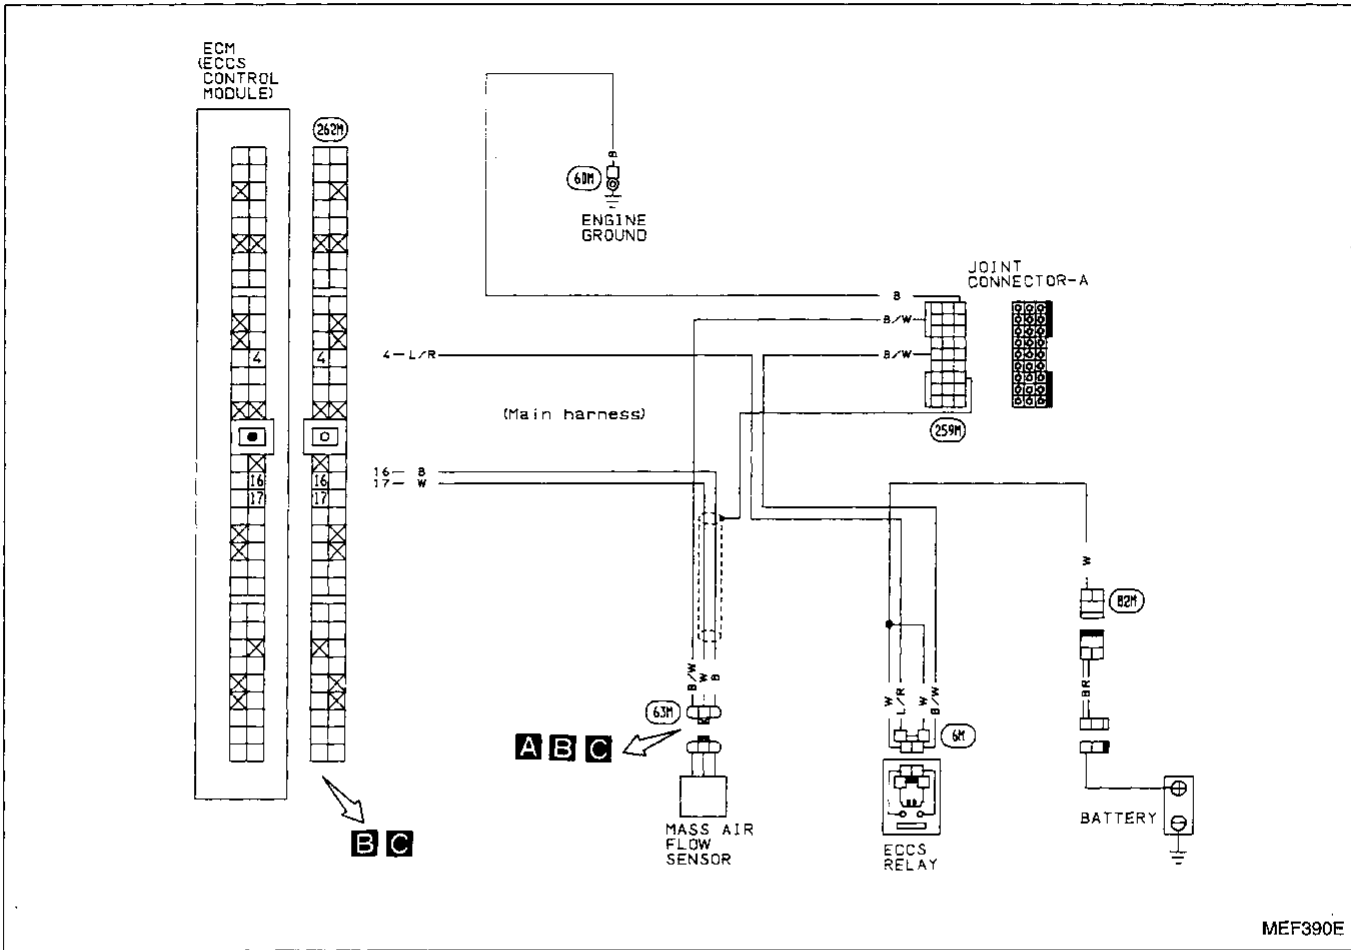 ECM
(ECCS
CONTROL
MODULE)
262M
B
60M
ENGINE
GROUND
JOINT
CONNECTOR-A
B
B/W
4
4
4 L/R
B/W
(Main harness)
259M
16
16
16 B
17
17
17 W
W
82M
B/W
W
B
W
L/R
W
B/W
BR
63M
6M
A B C
B C
MASS AIR
FLOW
SENSOR
ECCS
RELAY
BATTERY
MEF390E